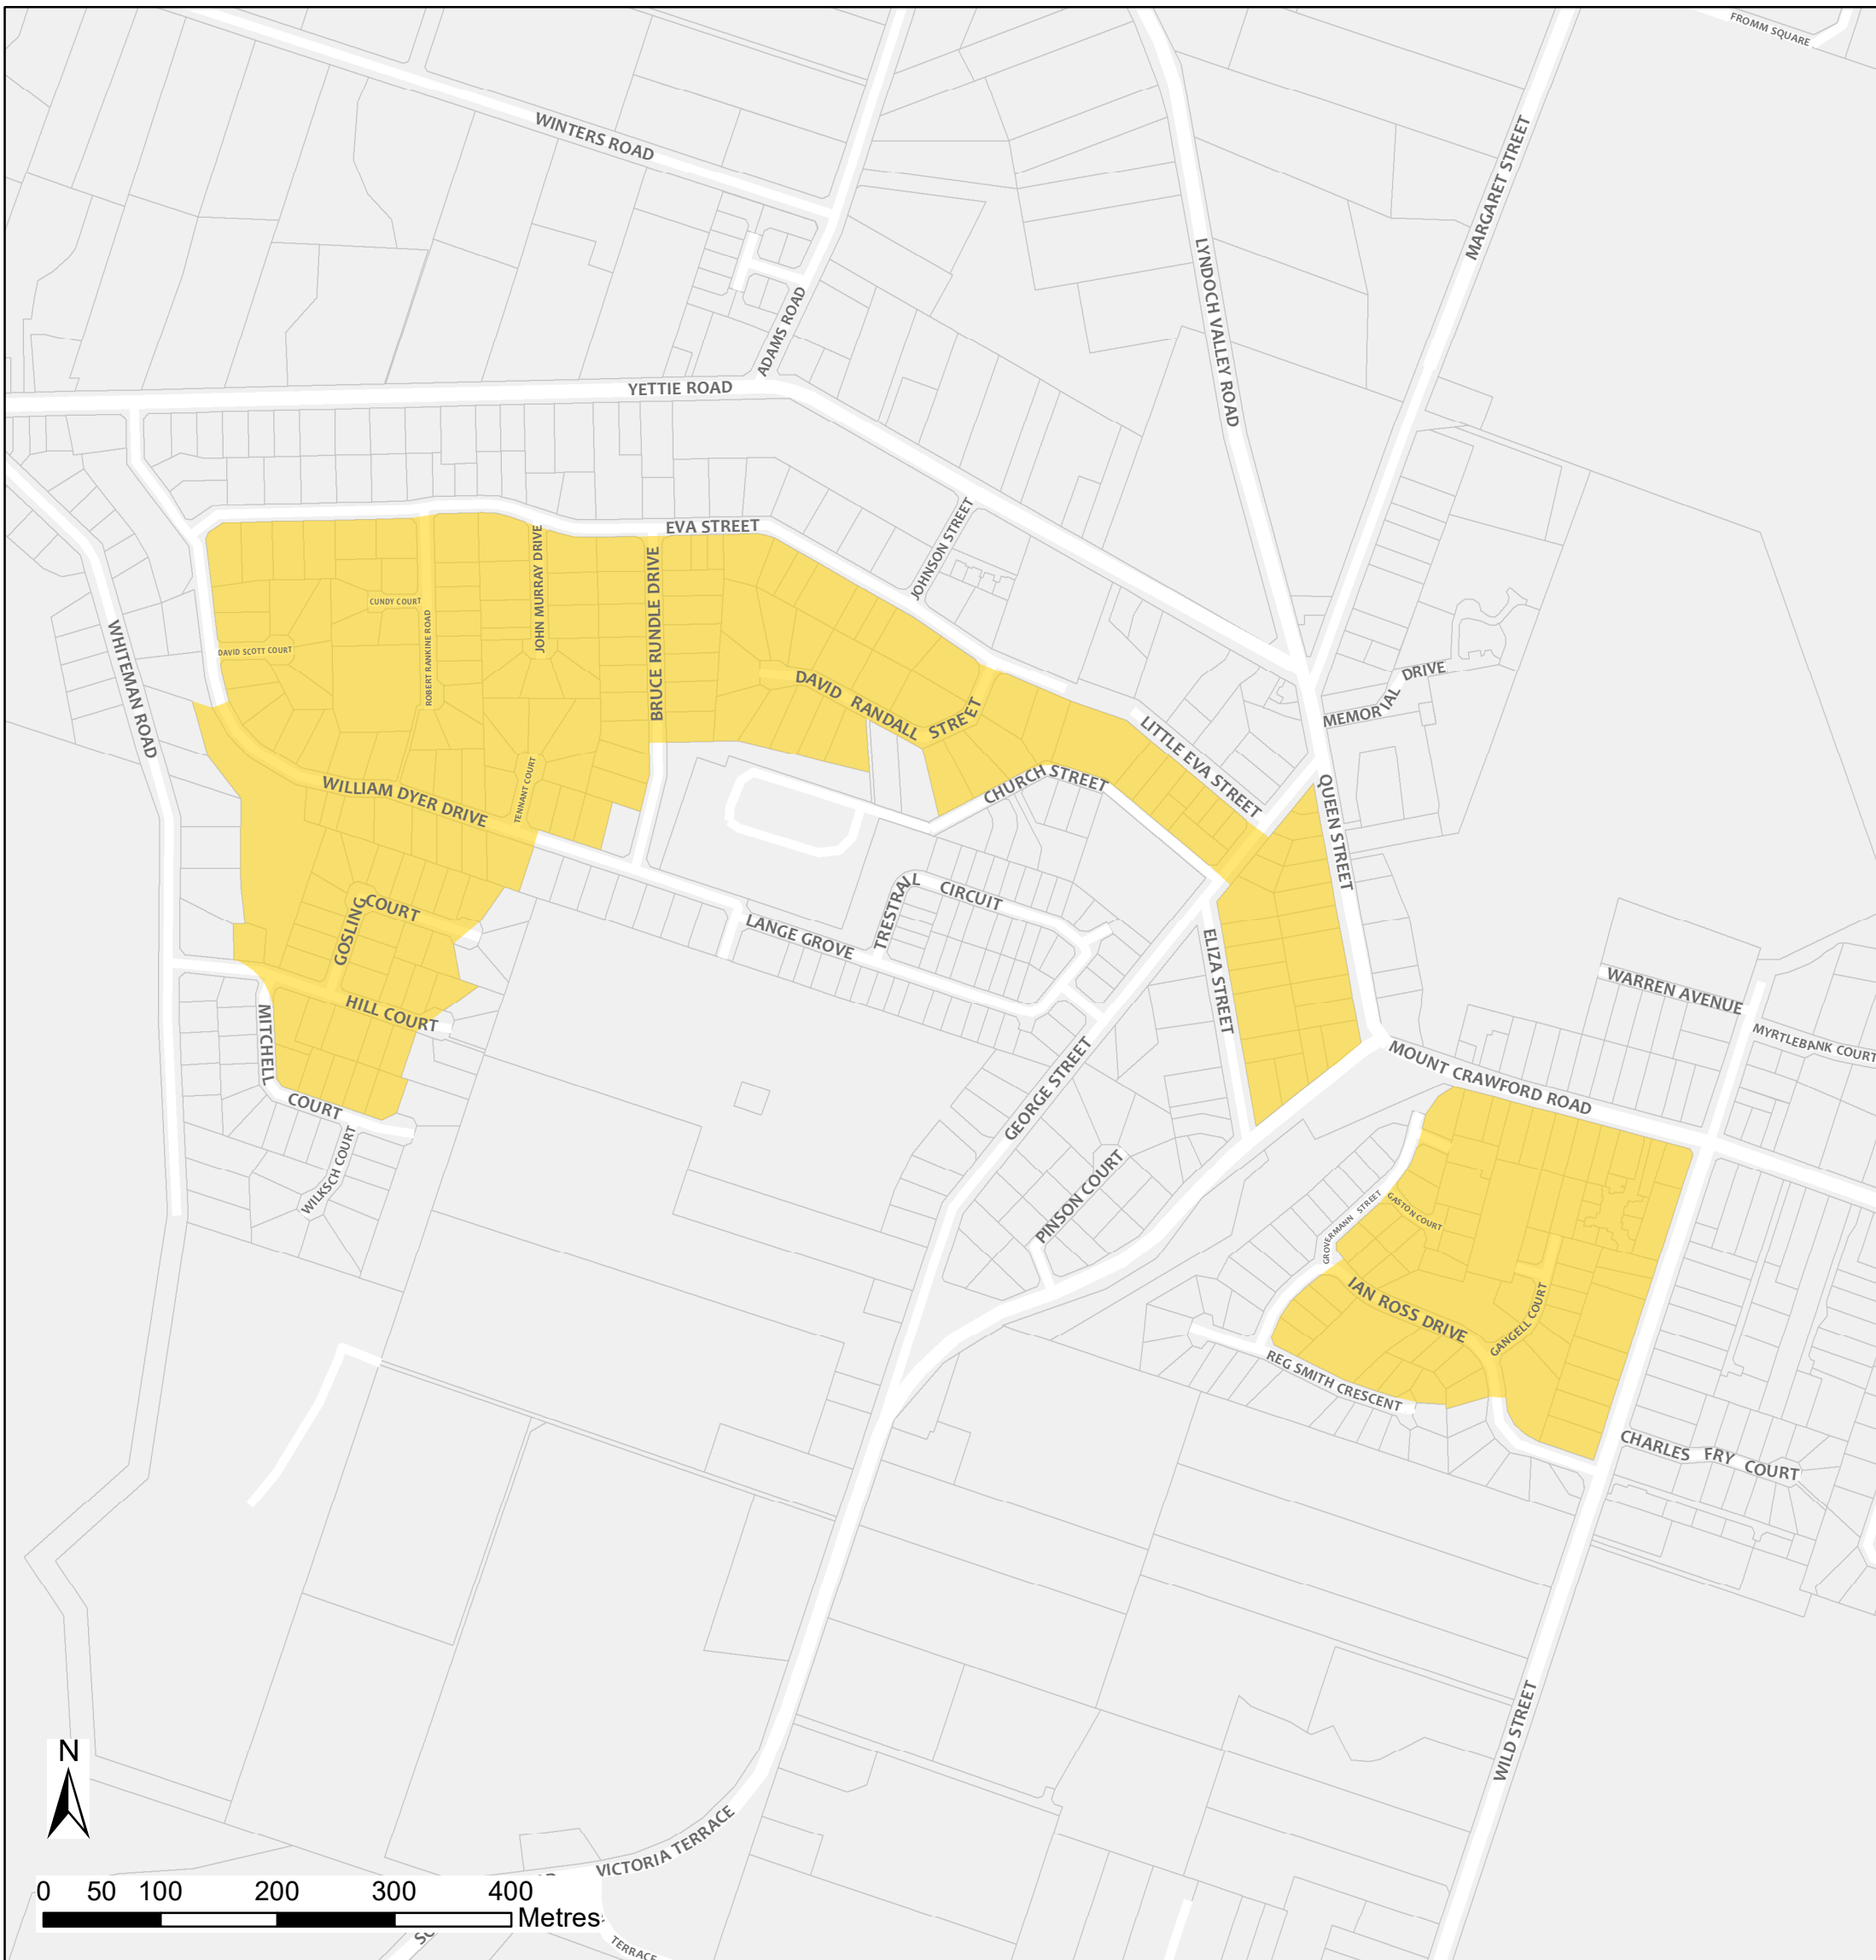 FROMM SQUARE
WINTERS ROAD
MARGARET STREET
LYNDOCH VALLEY ROAD
ADAMS ROAD
YETTIE ROAD
EVA STREET
JOHNSON STREET
JOHN MURRAY DRIVE
BRUCE RUNDLE DRIVE
CUNDY COURT
ROBERT RANKINE ROAD
DAVID SCOTT COURT
WHITEMAN ROAD
DAVID RANDALL STREET
MEMORIAL DRIVE
LITTLE EVA STREET
CHURCH STREET
QUEEN STREET
WILLIAM DYER DRIVE
TENNANT COURT
TRESTRAIL CIRCUIT
GOSLING COURT
LANGE GROVE
ELIZA STREET
WARREN AVENUE
MYRTLEBANK COURT
HILL COURT
MITCHELL COURT
GEORGE STREET
MOUNT CRAWFORD ROAD
WILKSCH COURT
PINSON COURT
GASTON COURT
GROVERMANN STREET
IAN ROSS DRIVE
GANGELL COURT
REG SMITH CRESCENT
CHARLES FRY COURT
WILD STREET
N
VICTORIA TERRACE
0 50 100 200 300 400
Metres
TERRACE